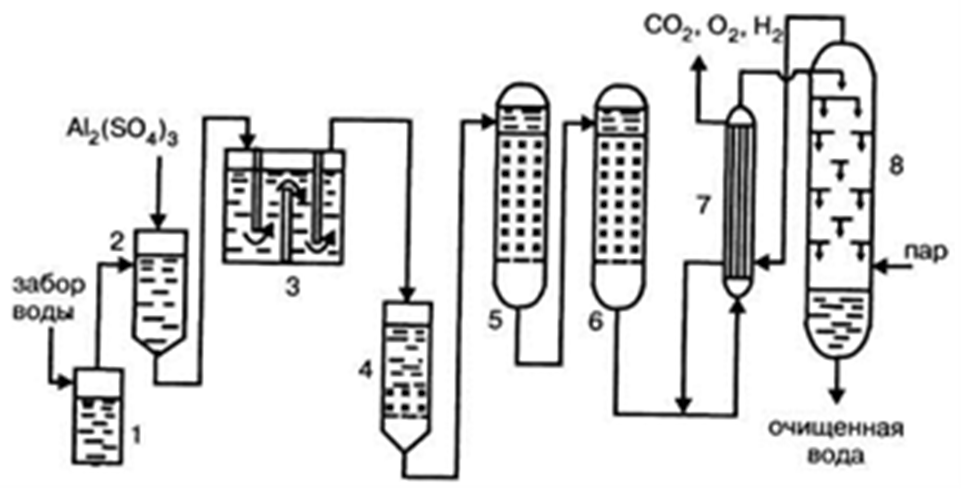 CO₂, O₂, H₂
Al₂(SO₄)₃
2
забор
воды
1
3
4
5
6
7
8
пар
очищенная
вода